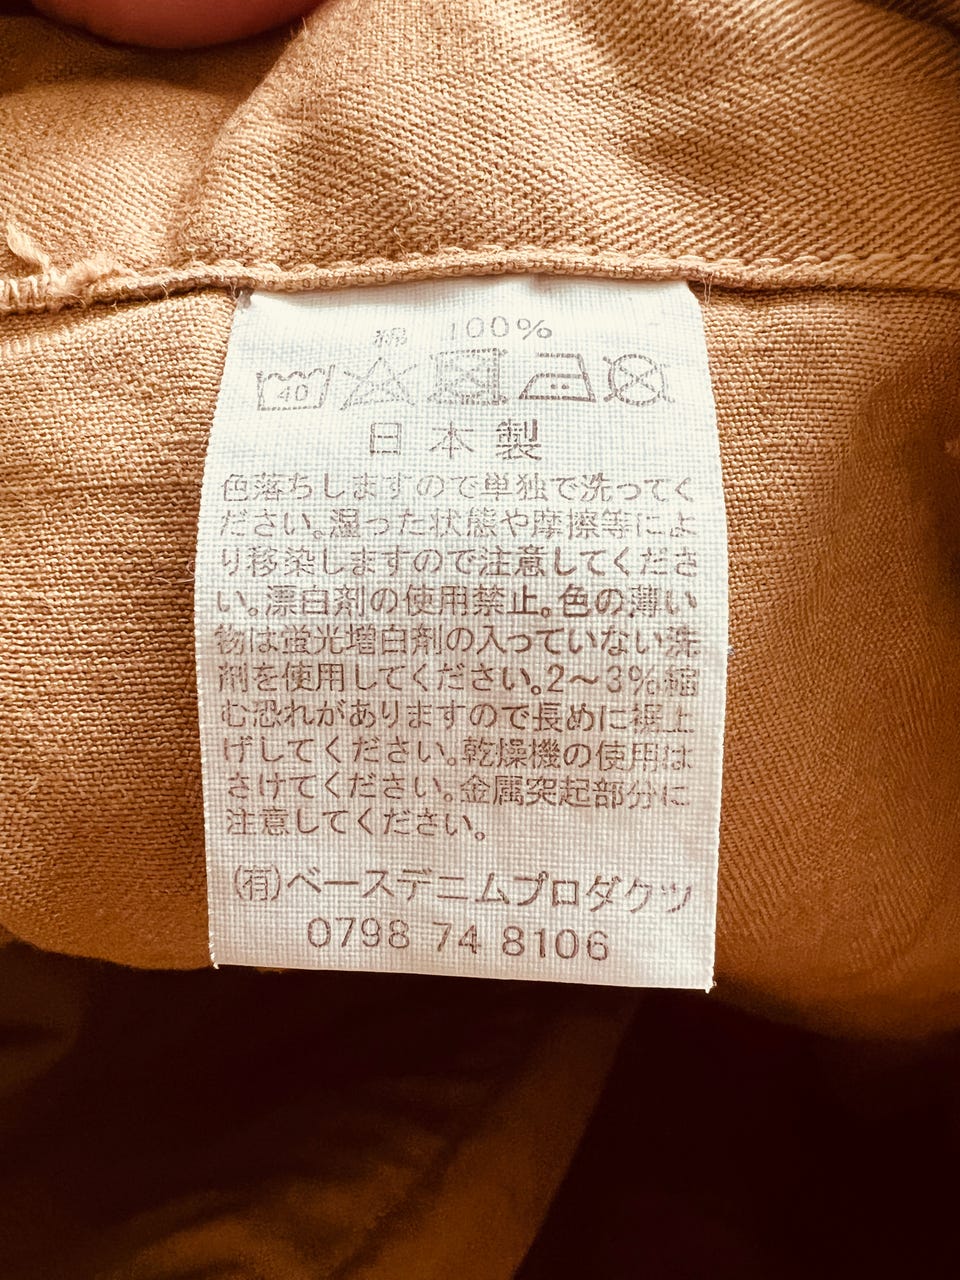 綿 100%
40
日本製
色落ちしますので単独で洗ってく
ださい。湿った状態や摩擦等によ
り移染しますので注意してくださ
い。漂白剤の使用禁止。色の薄い
物は蛍光増白剤の入っていない洗
剤を使用してください。2〜3%縮
む恐れがありますので長めに裾上
げしてください。乾燥機の使用は
さけてください。金属突起部分に
注意してください。
(有)ベースデニムプロダクツ
0798 74 8106